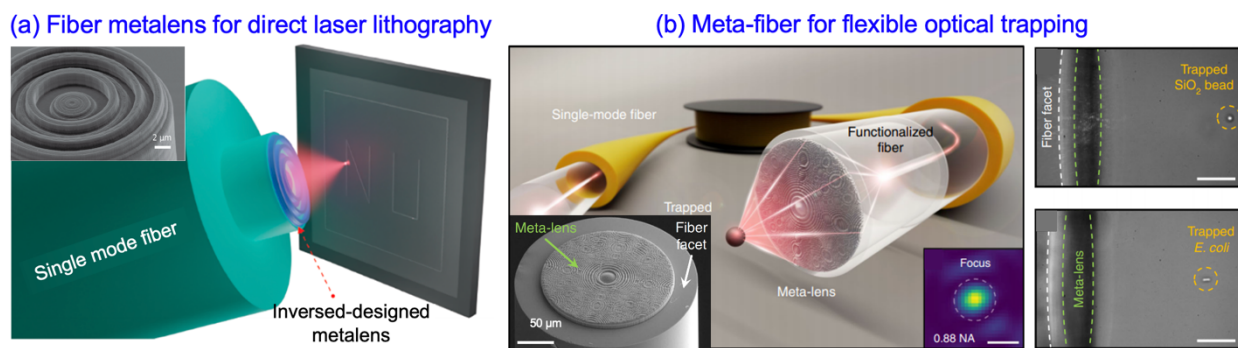 (a) Fiber metalens for direct laser lithography
2 µm
Single mode fiber
Inversed-designed
metalens
(b) Meta-fiber for flexible optical trapping
Single-mode fiber
Functionalized
fiber
Trapped
Meta-lens
Fiber
facet
50 µm
Meta-lens
Focus
0.88 NA
Fiber facet
Trapped
SiO₂ bead
Meta-lens
Trapped
E. coli